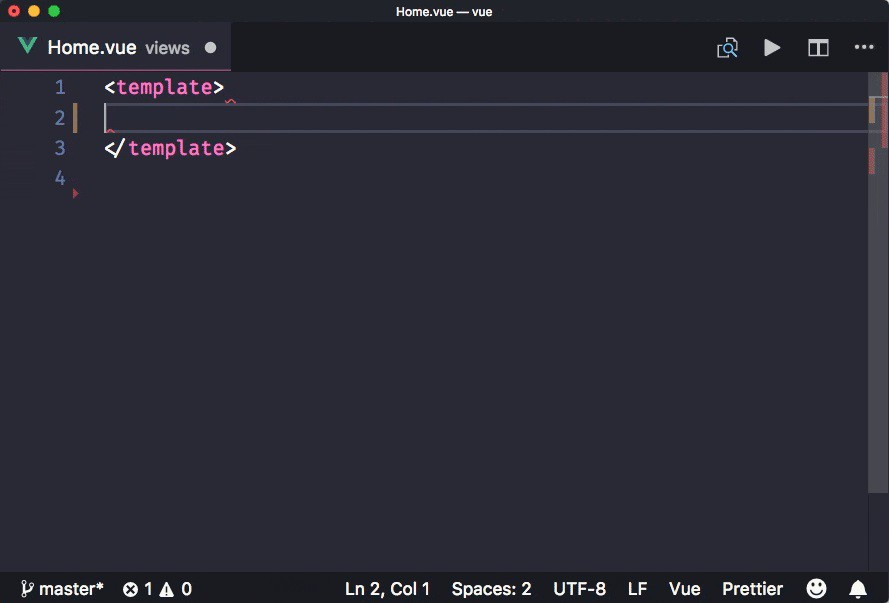 Home.vue — vue
Home.vue views
1 <template>
2
3 </template>
4
master* 1 0 Ln 2, Col 1 Spaces: 2 UTF-8 LF Vue Prettier